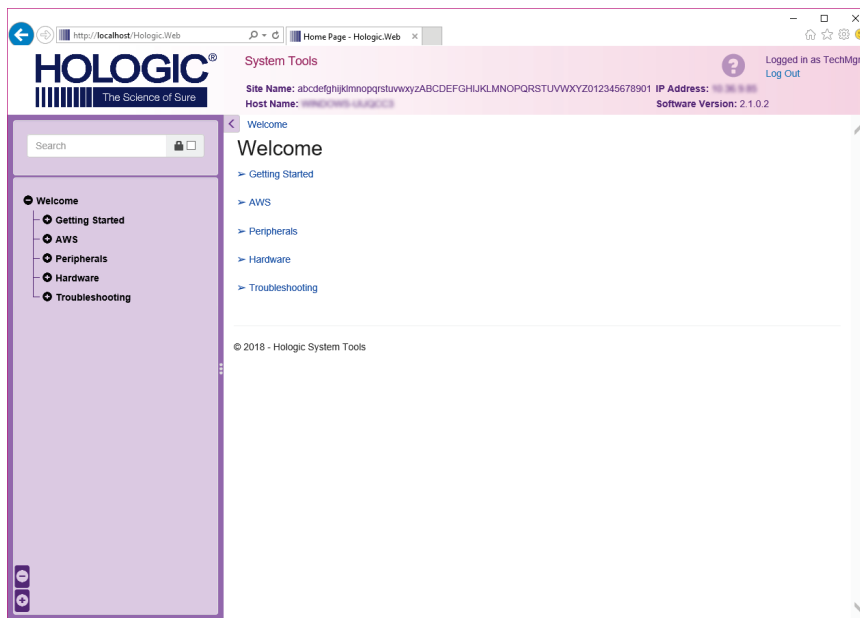 http://localhost/Hologic.Web
Home Page - Hologic.Web
HOLOGIC®
The Science of Sure
System Tools
Logged in as TechMgr
Log Out
Site Name: abcdefghijklmnopqrstuvwxyzABCDEFGHIJKLMNOPQRSTUVWXYZ012345678901 IP Address:
Host Name:
Software Version: 2.1.0.2
Search
Welcome
Welcome
➢ Getting Started
➢ AWS
➢ Peripherals
➢ Hardware
➢ Troubleshooting
Welcome
Getting Started
AWS
Peripherals
Hardware
Troubleshooting
© 2018 - Hologic System Tools